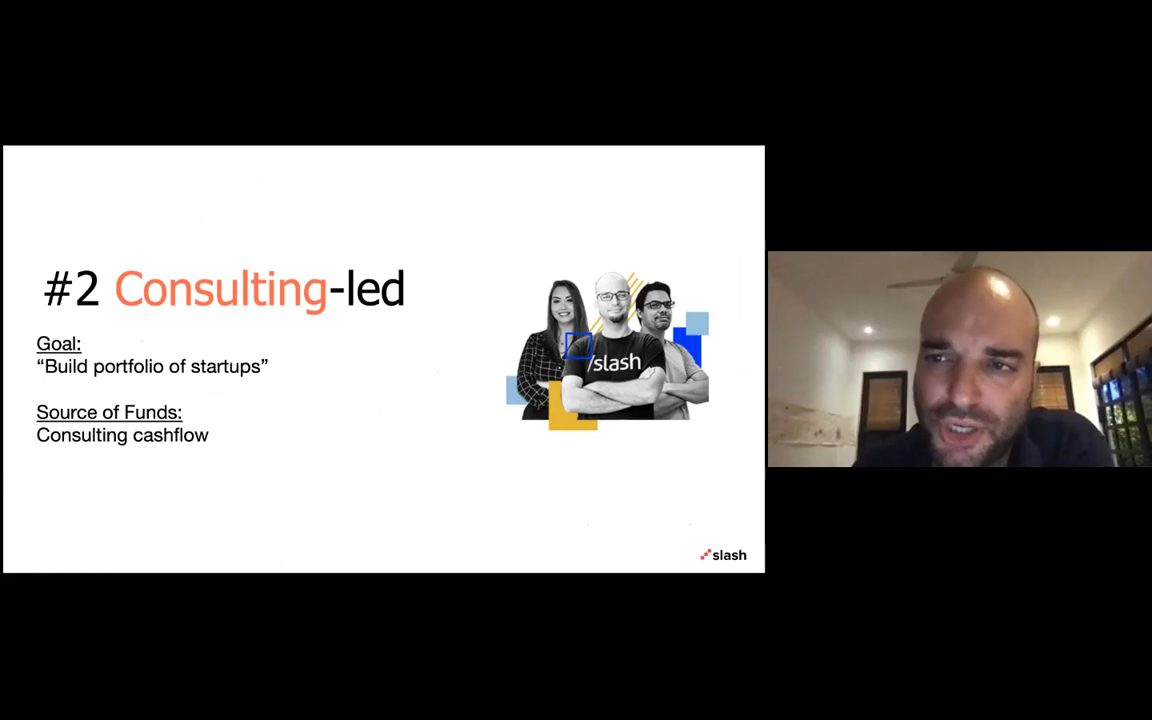 #2 Consulting-led
Goal:
“Build portfolio of startups”
Source of Funds:
Consulting cashflow
/slash
slash